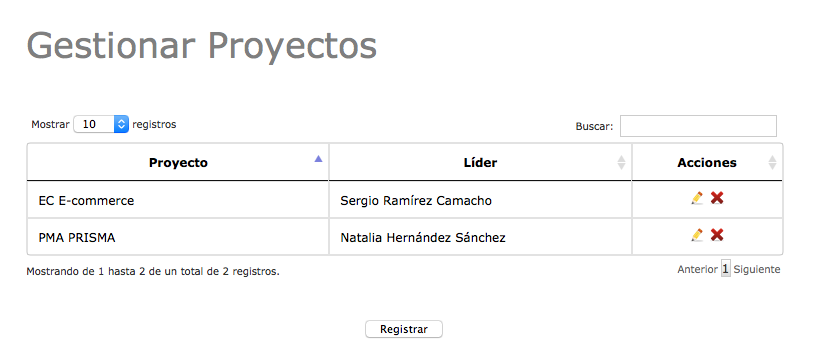 Gestionar Proyectos
Mostrar 10 registros Buscar:
Proyecto Líder Acciones
EC E-commerce Sergio Ramírez Camacho
PMA PRISMA Natalia Hernández Sánchez
Mostrando de 1 hasta 2 de un total de 2 registros. Anterior 1 Siguiente
Registrar